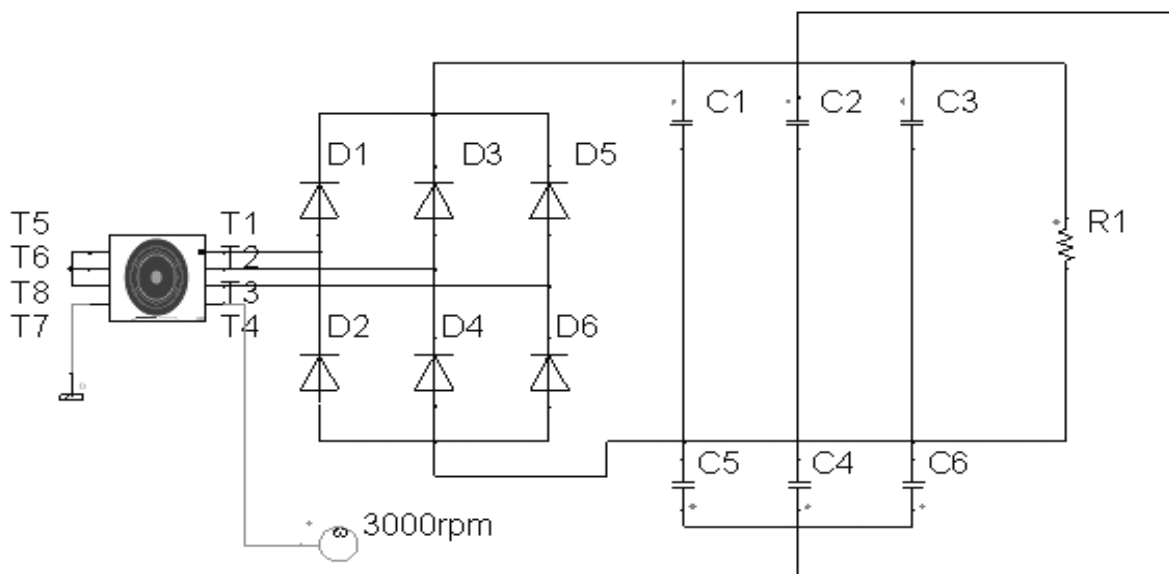 C1
C2
C3
D1
D3
D5
T5
T1
R1
T6
T2
T8
T3
T7
T4
D2
D4
D6
C5
C4
C6
ω
3000rpm